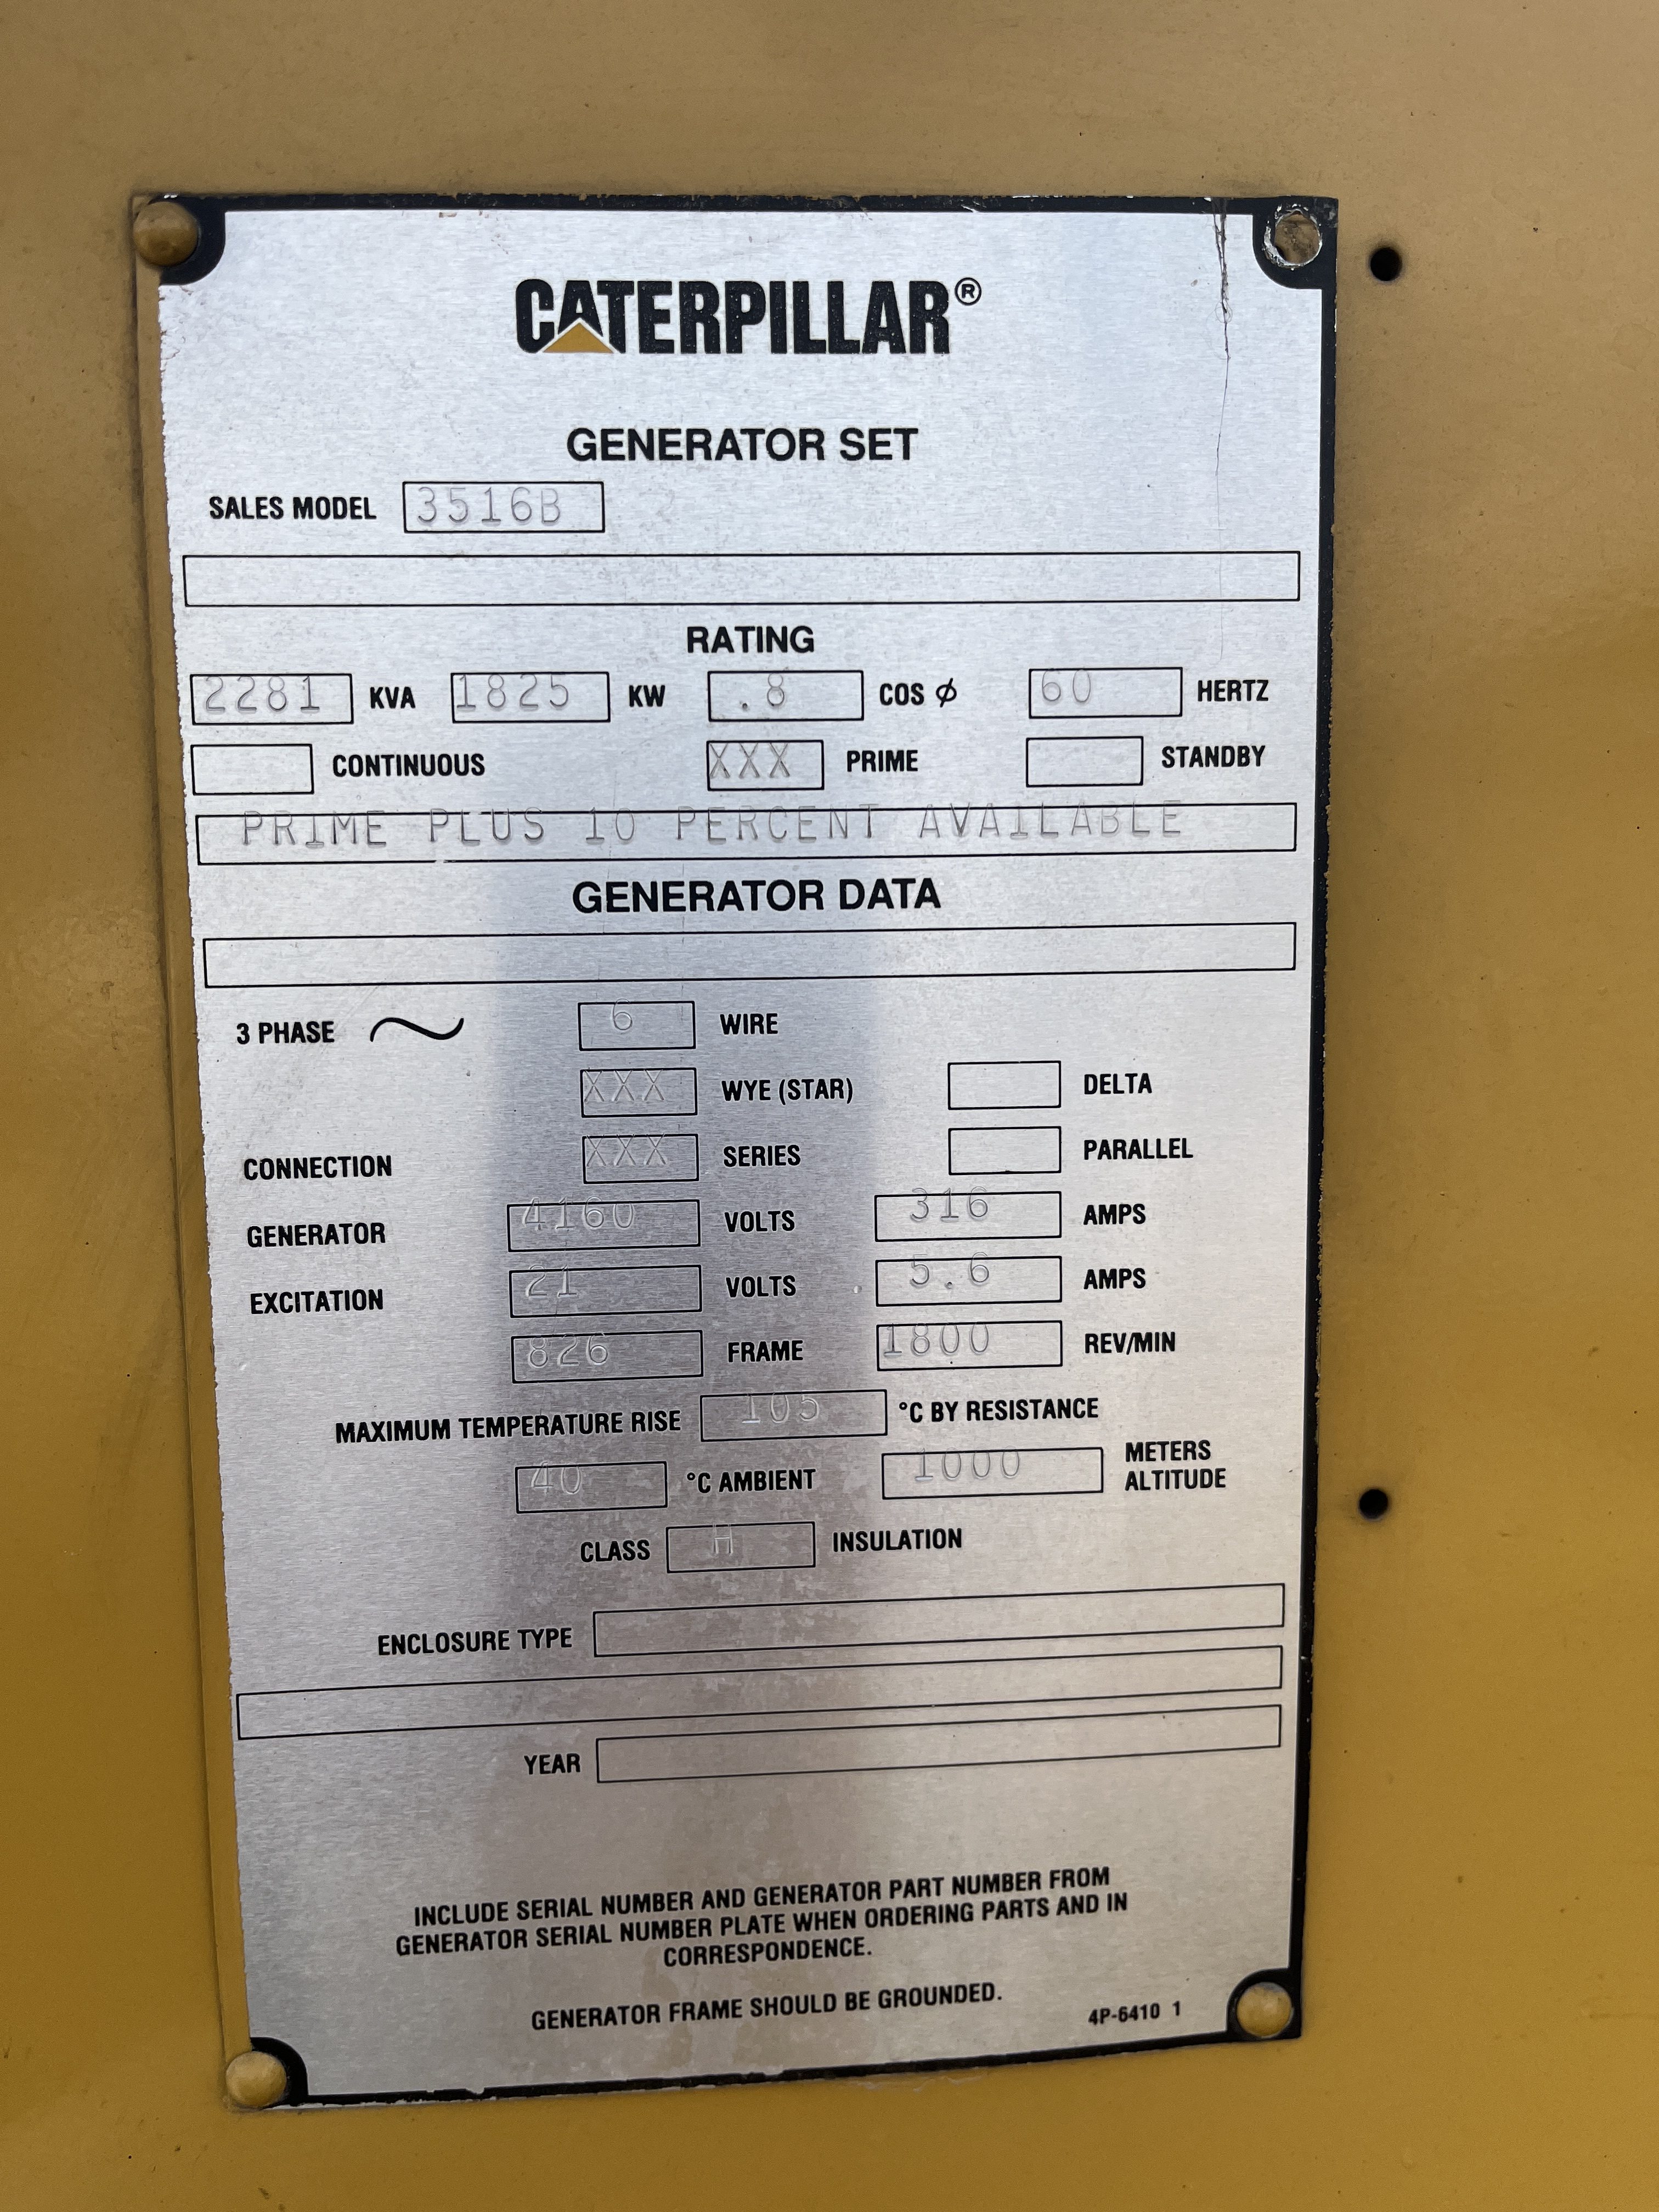 CATERPILLAR®
GENERATOR SET
SALES MODEL 3516B
RATING
2281 KVA 1825 KW .8 COS ϕ 60 HERTZ
CONTINUOUS XXX PRIME STANDBY
PRIME PLUS 10 PERCENT AVAILABLE
GENERATOR DATA
3 PHASE ~ 6 WIRE
XXX WYE (STAR) DELTA
CONNECTION XXX SERIES PARALLEL
GENERATOR 4160 VOLTS 316 AMPS
EXCITATION 21 VOLTS 5.6 AMPS
826 FRAME 1800 REV/MIN
MAXIMUM TEMPERATURE RISE 105 °C BY RESISTANCE
40 °C AMBIENT 1000 METERS ALTITUDE
CLASS H INSULATION
ENCLOSURE TYPE
YEAR
INCLUDE SERIAL NUMBER AND GENERATOR PART NUMBER FROM
GENERATOR SERIAL NUMBER PLATE WHEN ORDERING PARTS AND IN
CORRESPONDENCE.
GENERATOR FRAME SHOULD BE GROUNDED.
4P-6410 1